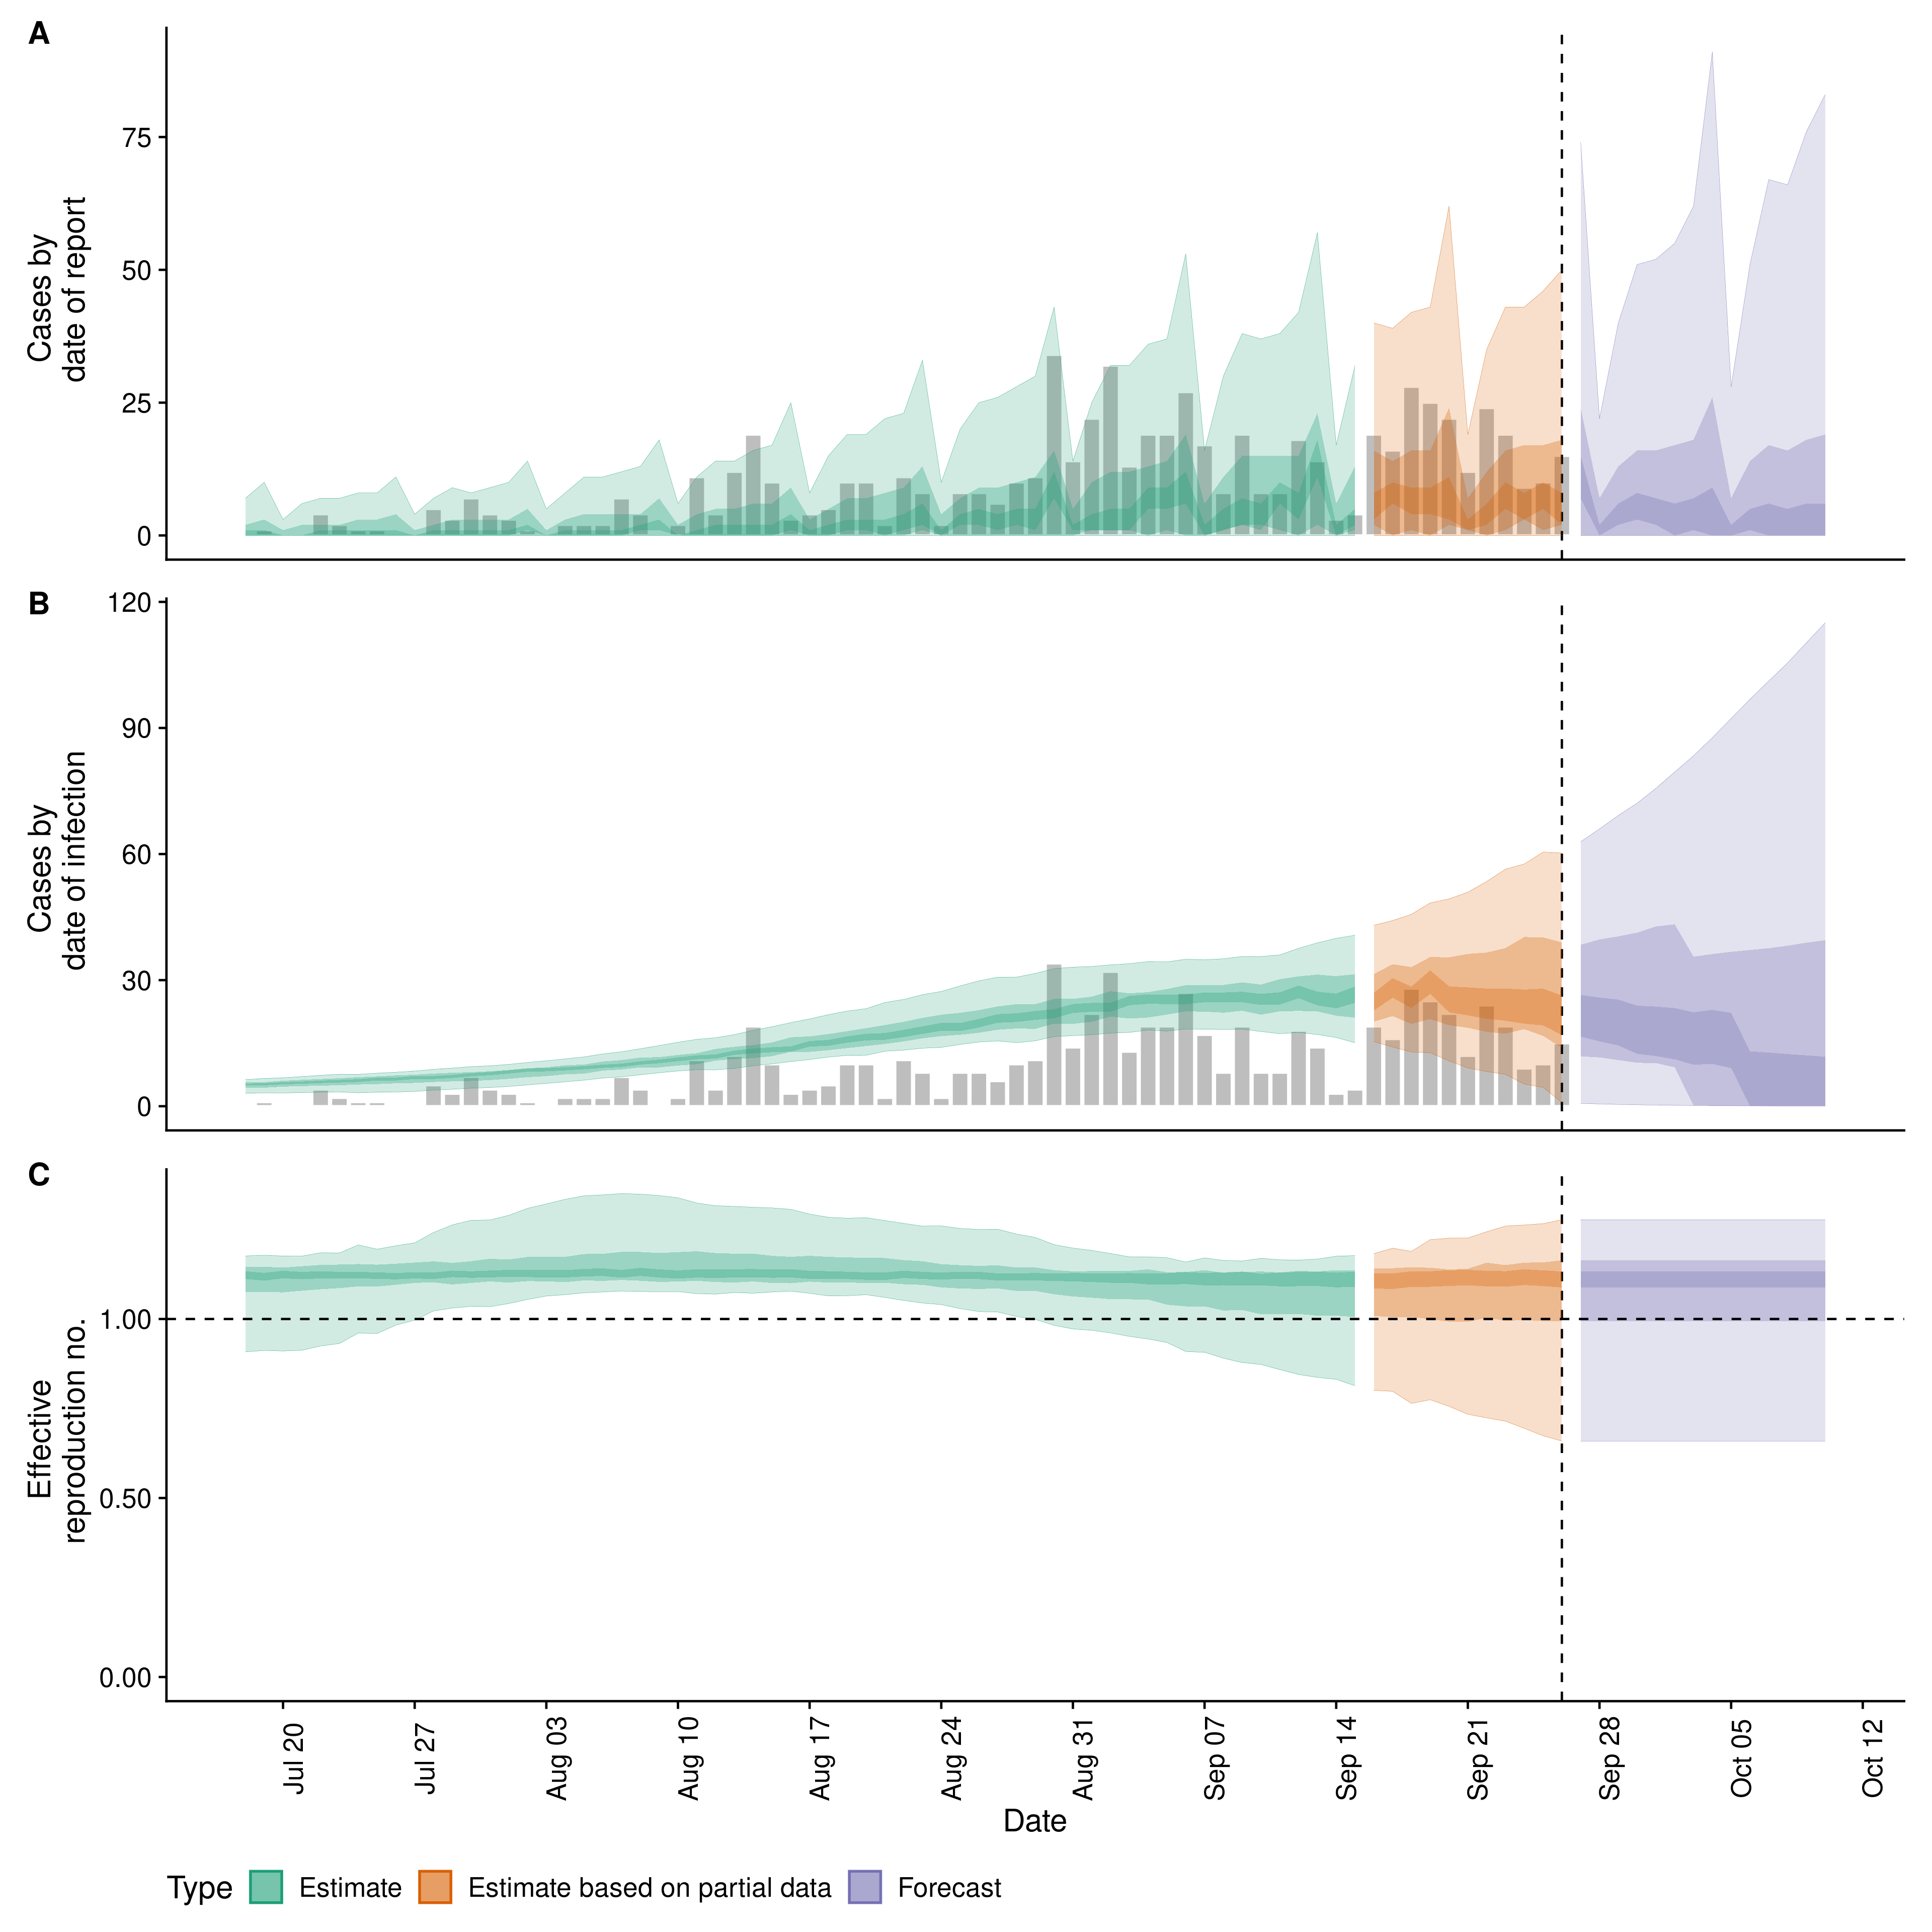 A
Cases by
date of report
75
50
25
0
B
Cases by
date of infection
120
90
60
30
0
C
Effective
reproduction no.
1.00
0.50
0.00
Jul 20
Jul 27
Aug 03
Aug 10
Aug 17
Aug 24
Aug 31
Sep 07
Sep 14
Sep 21
Sep 28
Oct 05
Oct 12
Date
Type Estimate Estimate based on partial data Forecast